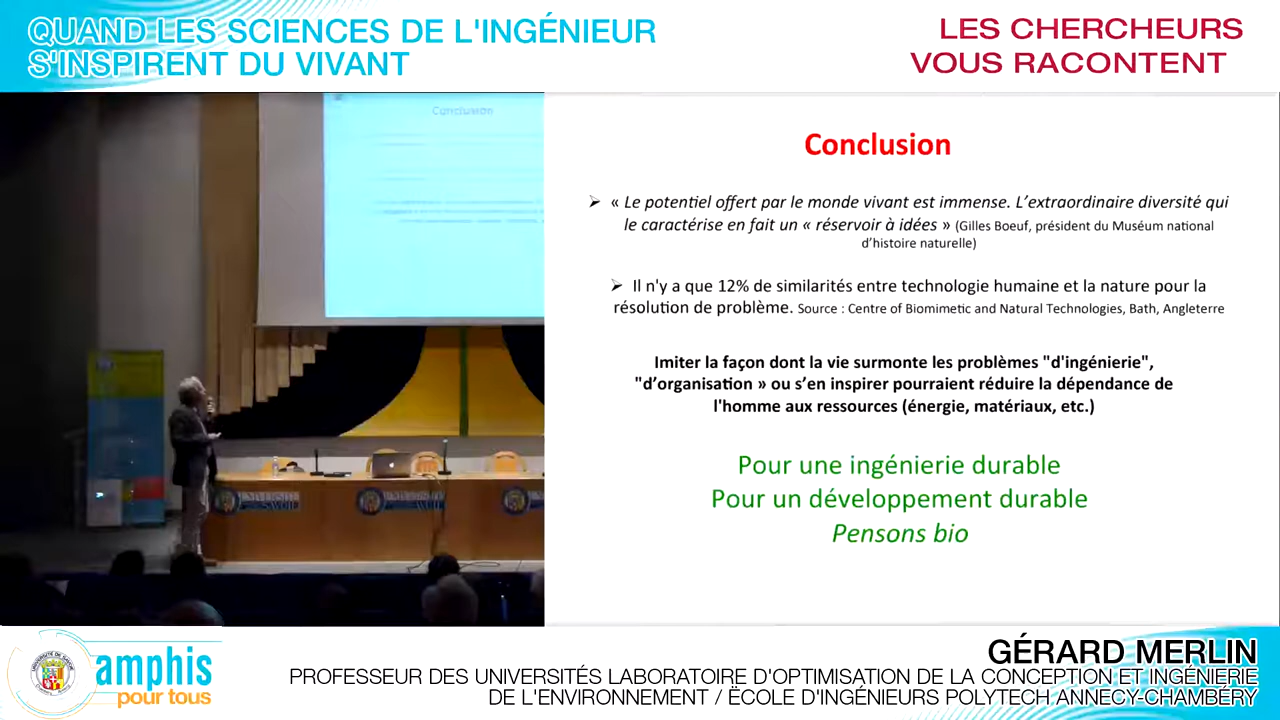 QUAND LES SCIENCES DE L'INGÉNIEUR
S'INSPIRENT DU VIVANT
LES CHERCHEURS
VOUS RACONTENT
Conclusion
Conclusion
➢ « Le potentiel offert par le monde vivant est immense. L’extraordinaire diversité qui
le caractérise en fait un « réservoir à idées » (Gilles Boeuf, président du Muséum national
d’histoire naturelle)
➢ Il n'y a que 12% de similarités entre technologie humaine et la nature pour la
résolution de problème. Source : Centre of Biomimetic and Natural Technologies, Bath, Angleterre
Imiter la façon dont la vie surmonte les problèmes "d'ingénierie",
"d’organisation » ou s’en inspirer pourraient réduire la dépendance de
l'homme aux ressources (énergie, matériaux, etc.)
Pour une ingénierie durable
Pour un développement durable
Pensons bio
UNIVERSITÉ
SAVOIE
amphis
pour tous
GÉRARD MERLIN
PROFESSEUR DES UNIVERSITÉS LABORATOIRE D'OPTIMISATION DE LA CONCEPTION ET INGÉNIERIE
DE L'ENVIRONNEMENT / ËCOLE D'INGÉNIEURS POLYTECH ANNECY-CHAMBÉRY